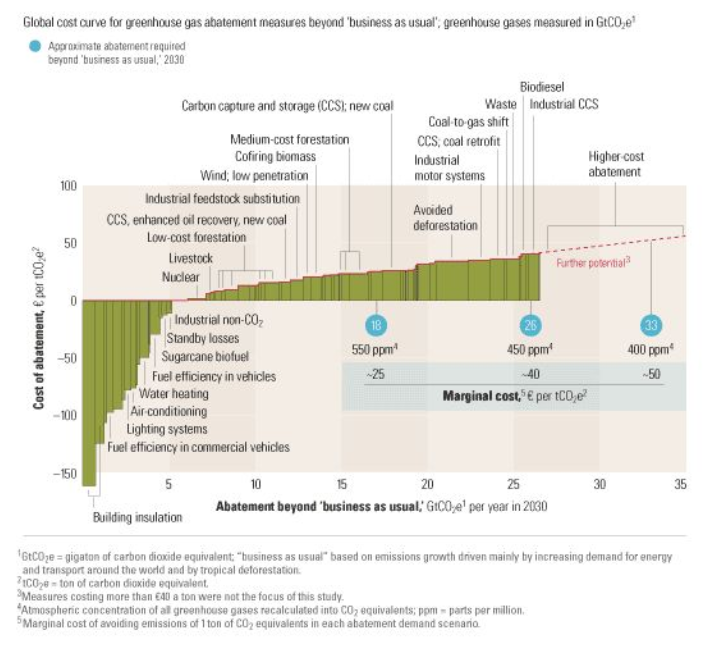 Global cost curve for greenhouse gas abatement measures beyond 'business as usual'; greenhouse gases measured in GtCO2e1
Approximate abatement required
beyond 'business as usual,' 2030
Biodiesel
Carbon capture and storage (CCS); new coal
Waste
Industrial CCS
Coal-to-gas shift
Medium-cost forestation
CCS; coal retrofit
Cofiring biomass
Industrial
motor systems
Higher-cost
abatement
Wind; low penetration
100
Industrial feedstock substitution
Avoided
deforestation
CCS, enhanced oil recovery, new coal
Low-cost forestation
50
Livestock
Further potential3
Nuclear
0
Cost of abatement, € per tCO2e2
Industrial non-CO2
18
26
33
Standby losses
550 ppm4
450 ppm4
400 ppm4
Sugarcane biofuel
-50
Fuel efficiency in vehicles
~25
~40
~50
Water heating
Marginal cost,5 € per tCO2e2
Air-conditioning
-100
Lighting systems
Fuel efficiency in commercial vehicles
-150
5
10
15
20
25
30
35
Abatement beyond 'business as usual,' GtCO2e1 per year in 2030
Building insulation
1GtCO2e = gigaton of carbon dioxide equivalent; "business as usual" based on emissions growth driven mainly by increasing demand for energy
and transport around the world and by tropical deforestation.
2tCO2e = ton of carbon dioxide equivalent.
3Measures costing more than €40 a ton were not the focus of this study.
4Atmospheric concentration of all greenhouse gases recalculated into CO2 equivalents; ppm = parts per million.
5Marginal cost of avoiding emissions of 1 ton of CO2 equivalents in each abatement demand scenario.